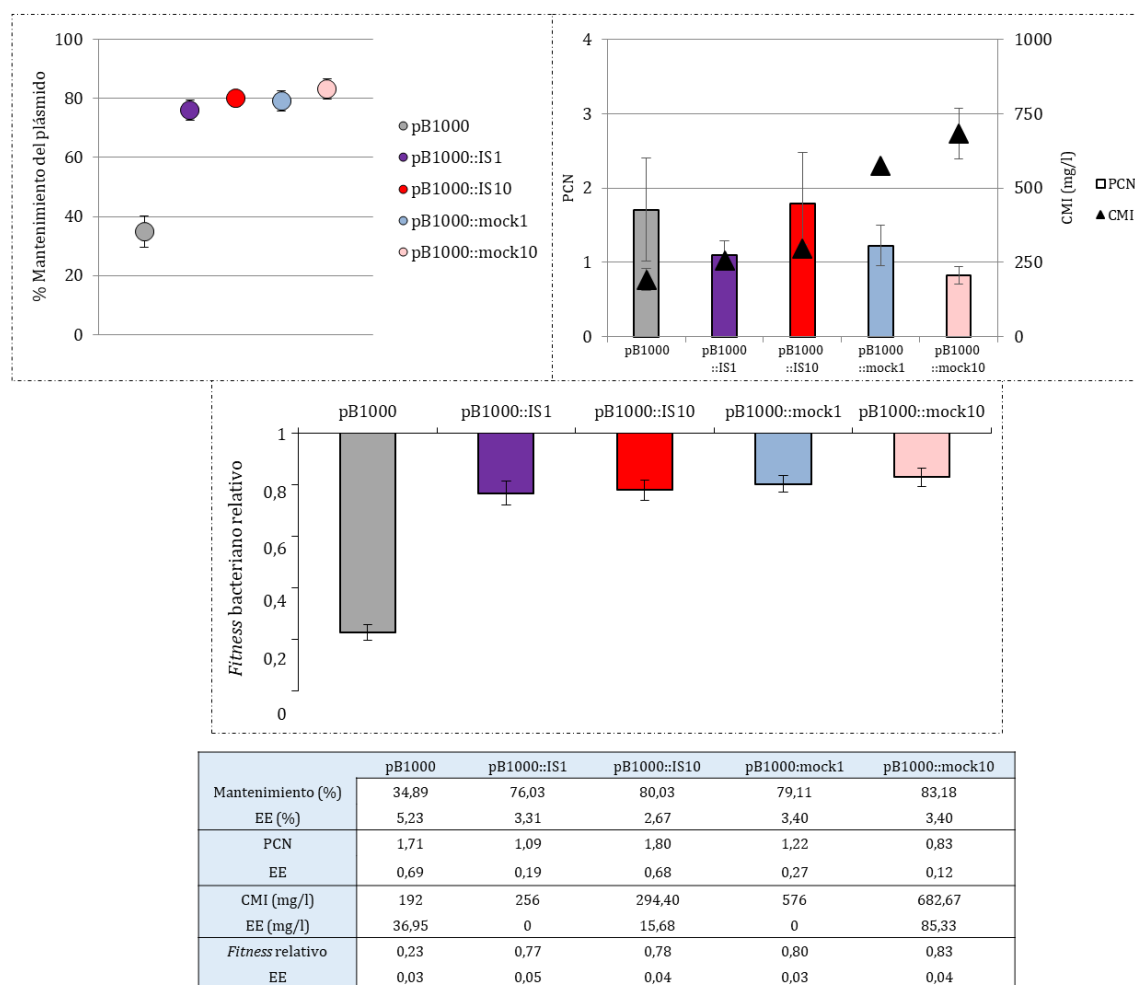 % Mantenimiento del plásmido
100
80
60
40
20
0
pB1000
pB1000::IS1
pB1000::IS10
pB1000::mock1
pB1000::mock10
PCN
4
3
2
1
0
1000
750
500
250
0
CMI (mg/l)
PCN
CMI
pB1000
pB1000
::IS1
pB1000
::IS10
pB1000
::mock1
pB1000
::mock10
pB1000 pB1000::IS1 pB1000::IS10 pB1000::mock1 pB1000::mock10
Fitness bacteriano relativo
1
0,8
0,6
0,4
0,2
0
pB1000 pB1000::IS1 pB1000::IS10 pB1000:mock1 pB1000::mock10
Mantenimiento (%) 34,89 76,03 80,03 79,11 83,18
EE (%) 5,23 3,31 2,67 3,40 3,40
PCN 1,71 1,09 1,80 1,22 0,83
EE 0,69 0,19 0,68 0,27 0,12
CMI (mg/l) 192 256 294,40 576 682,67
EE (mg/l) 36,95 0 15,68 0 85,33
Fitness relativo 0,23 0,77 0,78 0,80 0,83
EE 0,03 0,05 0,04 0,03 0,04